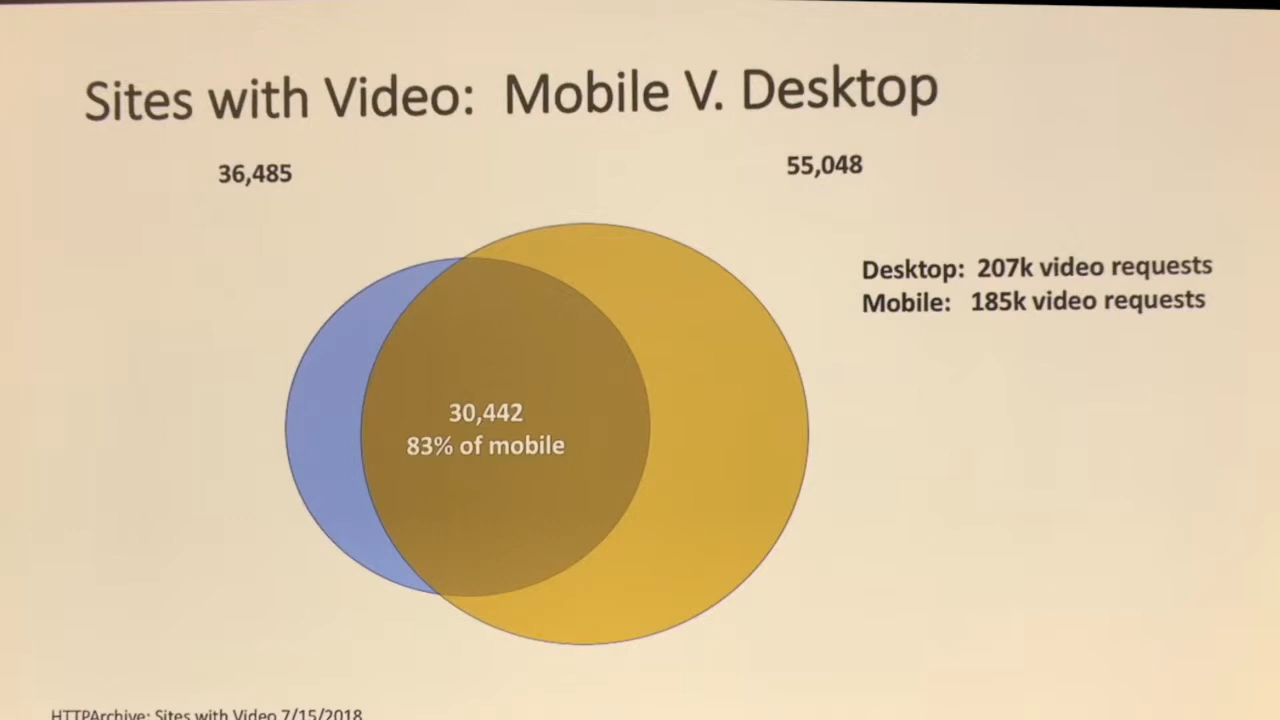 Sites with Video: Mobile V. Desktop
36,485
55,048
Desktop: 207k video requests
Mobile: 185k video requests
30,442
83% of mobile
HTTPArchive: Sites with Video 7/15/2018